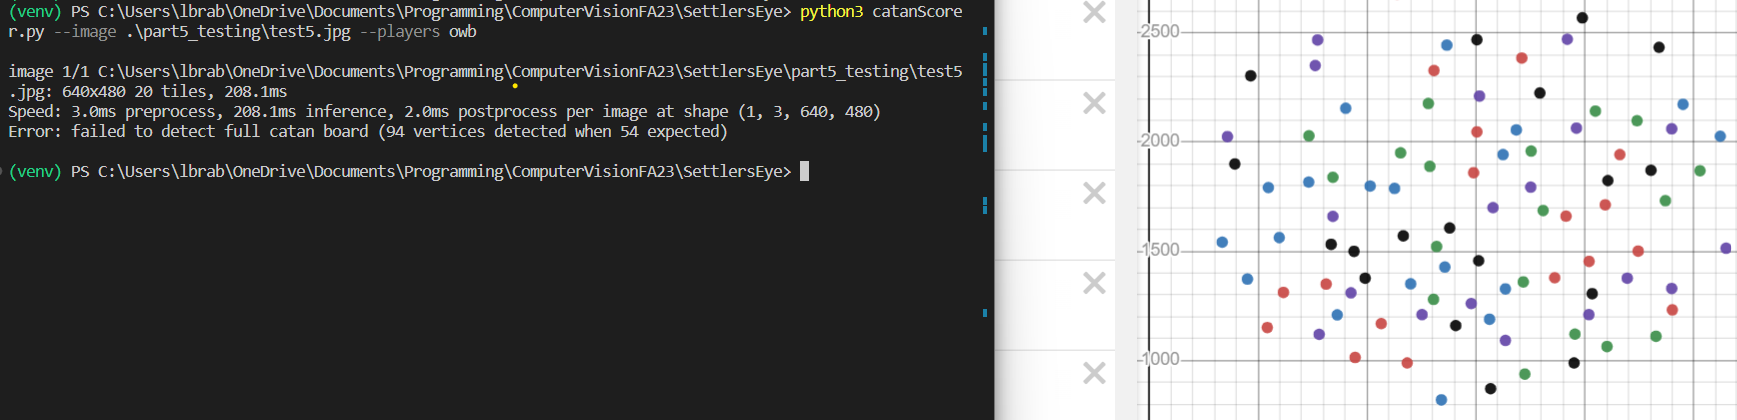 (venv) PS C:\Users\lbrab\OneDrive\Documents\Programming\ComputerVisionFA23\SettlersEye> python3 catanScore
r.py --image .\part5_testing\test5.jpg --players owb
image 1/1 C:\Users\lbrab\OneDrive\Documents\Programming\ComputerVisionFA23\SettlersEye\part5_testing\test5
.jpg: 640x480 20 tiles, 208.1ms
Speed: 3.0ms preprocess, 208.1ms inference, 2.0ms postprocess per image at shape (1, 3, 640, 480)
Error: failed to detect full catan board (94 vertices detected when 54 expected)
(venv) PS C:\Users\lbrab\OneDrive\Documents\Programming\ComputerVisionFA23\SettlersEye>
-2500
-2000
-1500
-1000